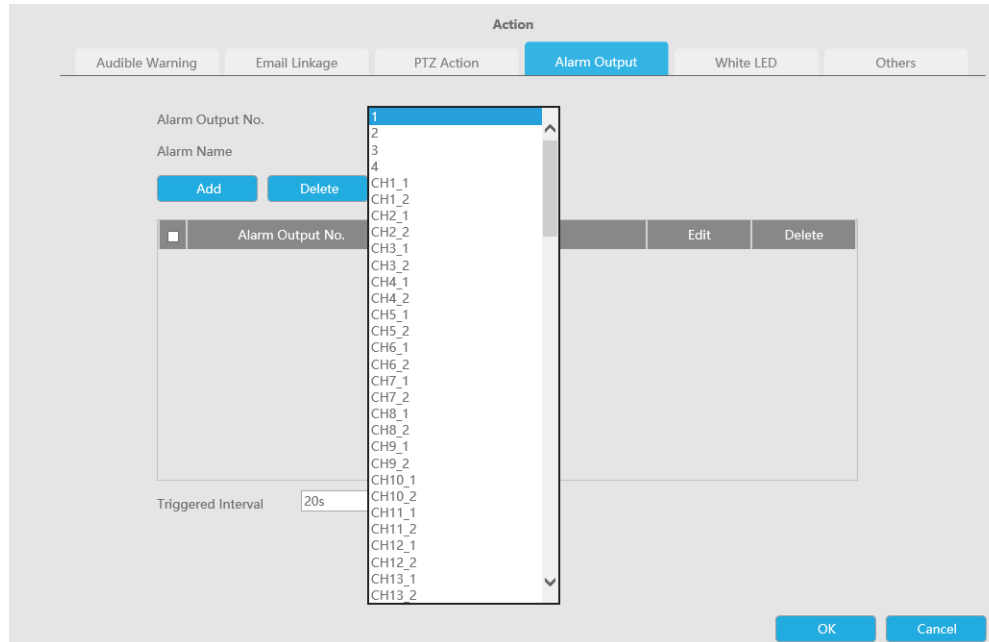 Action
Audible Warning Email Linkage PTZ Action Alarm Output White LED Others
Alarm Output No.
Alarm Name
Add Delete
1
2
3
4
CH1_1
CH1_2
CH2_1
CH2_2
CH3_1
CH3_2
CH4_1
CH4_2
CH5_1
CH5_2
CH6_1
CH6_2
CH7_1
CH7_2
CH8_1
CH8_2
CH9_1
CH9_2
CH10_1
CH10_2
CH11_1
CH11_2
CH12_1
CH12_2
CH13_1
CH13_2
Alarm Output No. Edit Delete
Triggered Interval 20s
OK Cancel